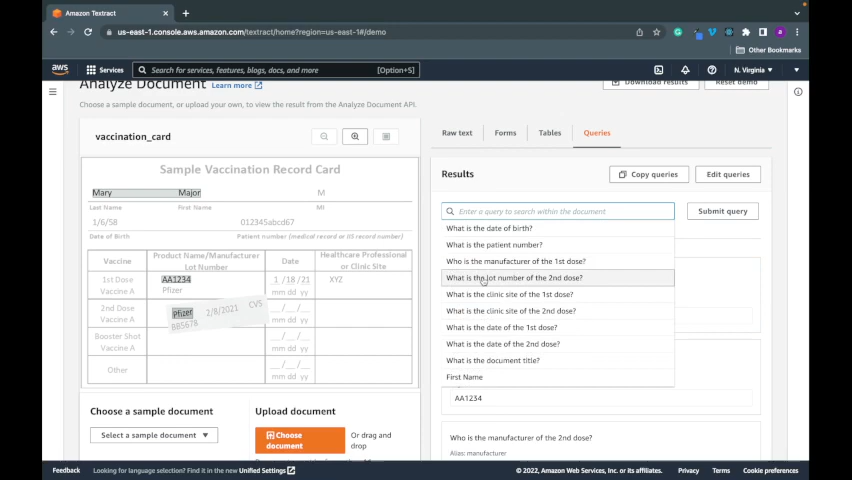 Amazon Textract
us-east-1.console.aws.amazon.com/textract/home?region=us-east-1#/demo
Other Bookmarks
aws Services Search for services, features, blogs, docs, and more [Option+S] N. Virginia
Analyze Document Learn more
Download results Reset demo
Choose a sample document, or upload your own, to view the result from the Analyze Document API.
vaccination_card
Raw text Forms Tables Queries
Sample Vaccination Record Card
Mary Major M
Last Name First Name MI
1/6/58 012345abcd67
Date of Birth Patient number (medical record or IIS record number)
Vaccine Product Name/Manufacturer Lot Number Date Healthcare Professional or Clinic Site
1st Dose Vaccine A AA1234 Pfizer 1 /18 /21 mm dd yy XYZ
2nd Dose Vaccine A Pfizer 2/8/2021 CVS BB5678 __/__/__ mm dd yy
Booster Shot Vaccine A __/__/__ mm dd yy
Other __/__/__ mm dd yy
Results Copy queries Edit queries
Enter a query to search within the document Submit query
What is the date of birth?
What is the patient number?
Who is the manufacturer of the 1st dose?
What is the lot number of the 2nd dose?
What is the clinic site of the 1st dose?
What is the clinic site of the 2nd dose?
What is the date of the 1st dose?
What is the date of the 2nd dose?
What is the document title?
First Name
AA1234
Who is the manufacturer of the 2nd dose?
Alias: manufacturer
Choose a sample document Upload document
Select a sample document
Choose document
Or drag and drop
Feedback Looking for language selection? Find it in the new Unified Settings © 2022, Amazon Web Services, Inc. or its affiliates. Privacy Terms Cookie preferences